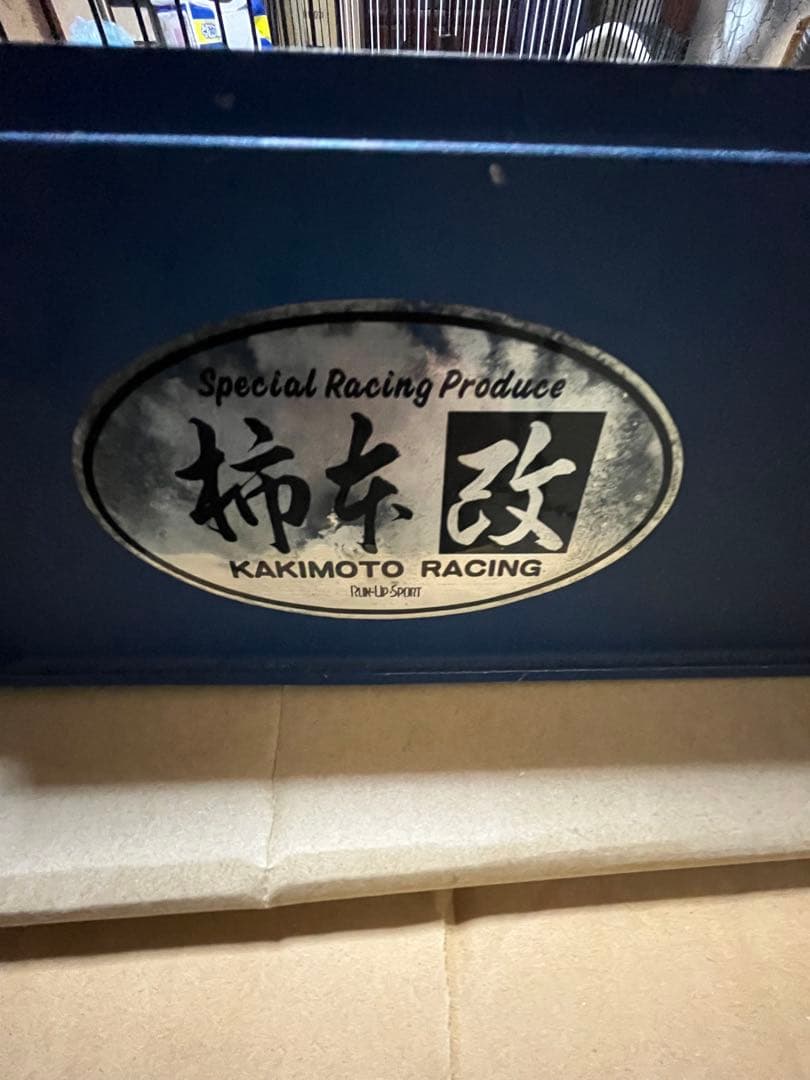 Special Racing Produce
柿本改
KAKIMOTO RACING
RUN-UP-SPORT